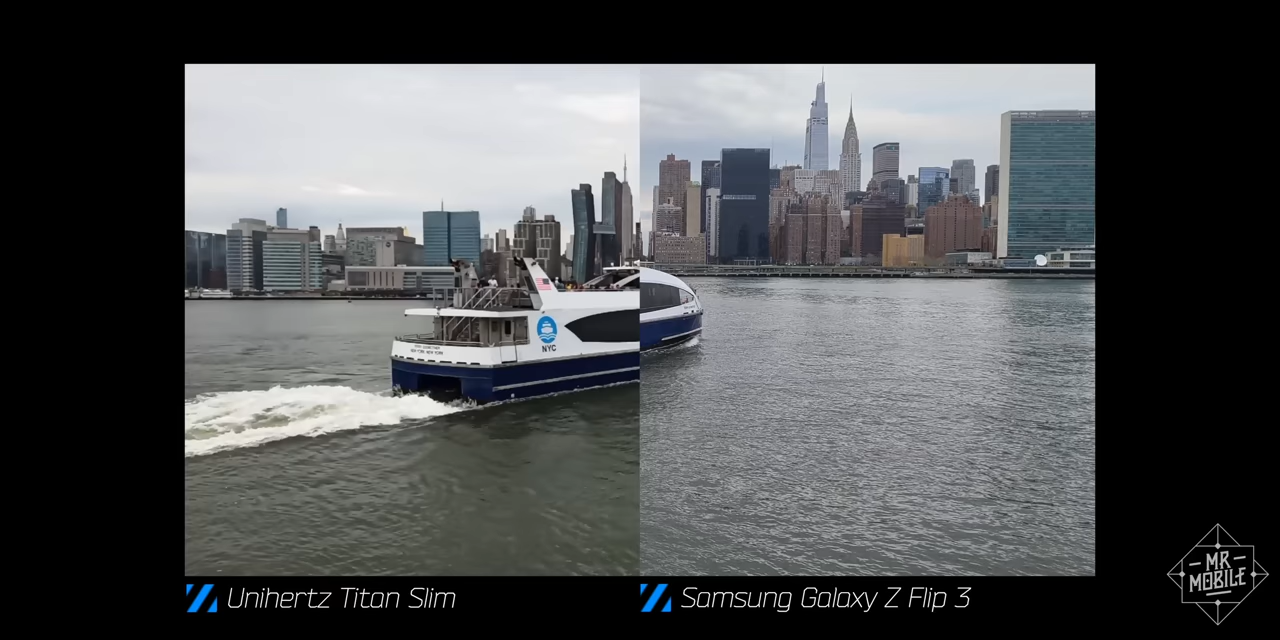 NYC
Unihertz Titan Slim
Samsung Galaxy Z Flip 3
MR
MOBILE